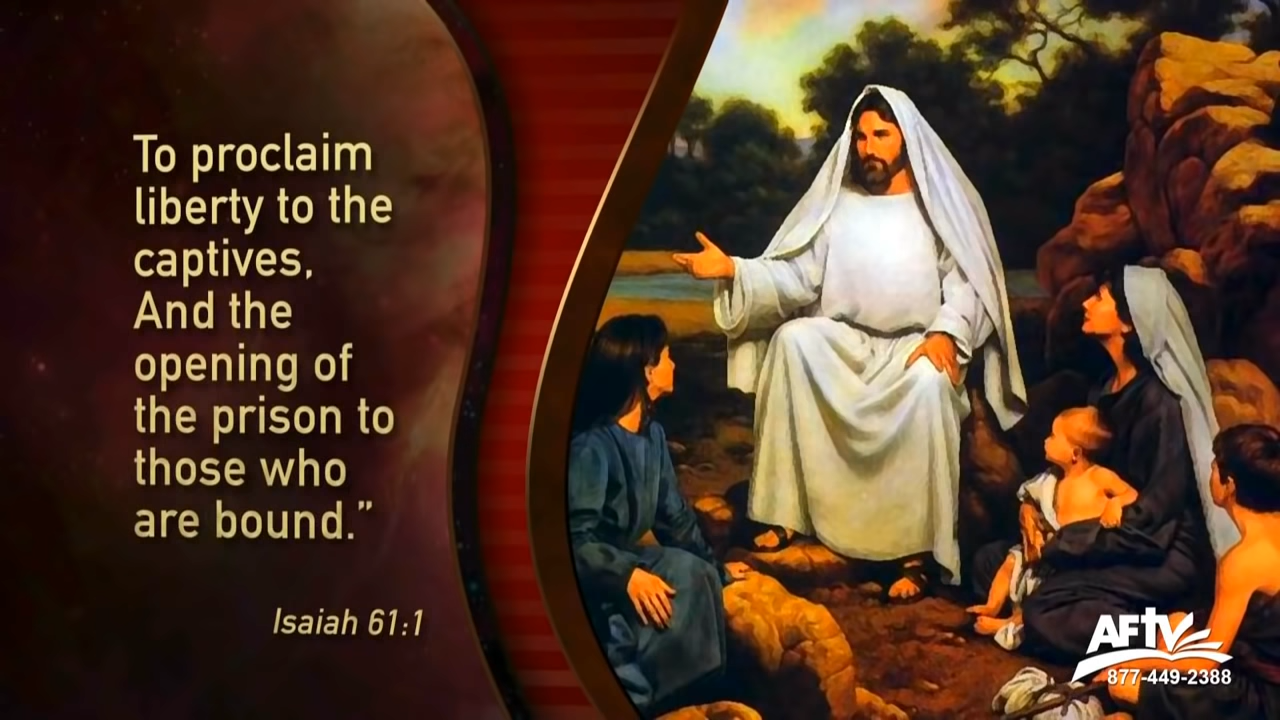 To proclaim
liberty to the
captives,
And the
opening of
the prison to
those who
are bound.”
Isaiah 61:1
AFTV
877-449-2388